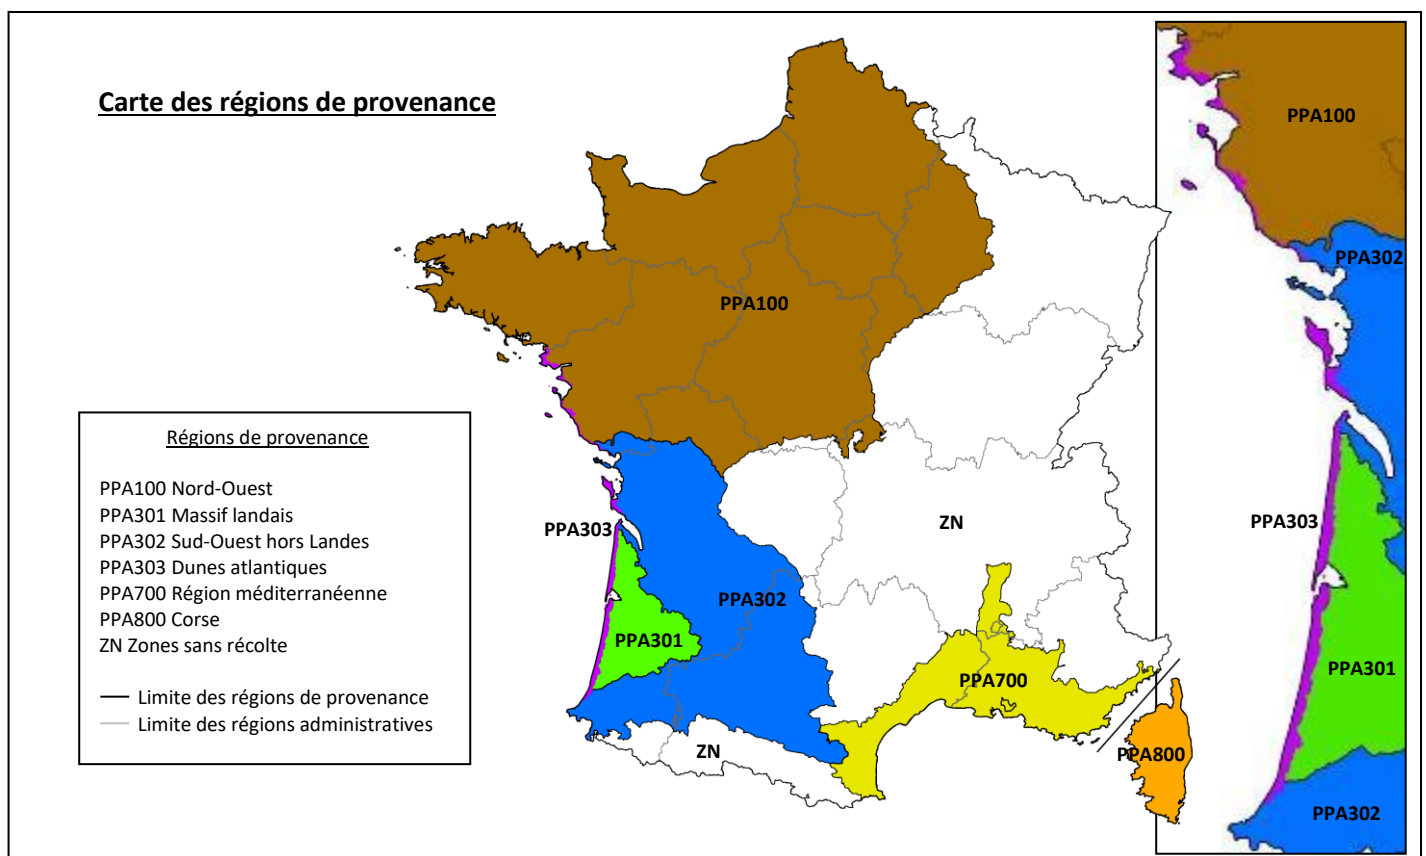 Carte des régions de provenance
PPA100
PPA100
PPA302
Régions de provenance
PPA100 Nord-Ouest
PPA301 Massif landais
PPA302 Sud-Ouest hors Landes
PPA303 Dunes atlantiques
PPA700 Région méditerranéenne
PPA800 Corse
ZN Zones sans récolte
Limite des régions de provenance
Limite des régions administratives
PPA303
ZN
PPA302
PPA301
PPA700
ZN
PPA800
PPA303
PPA301
PPA302